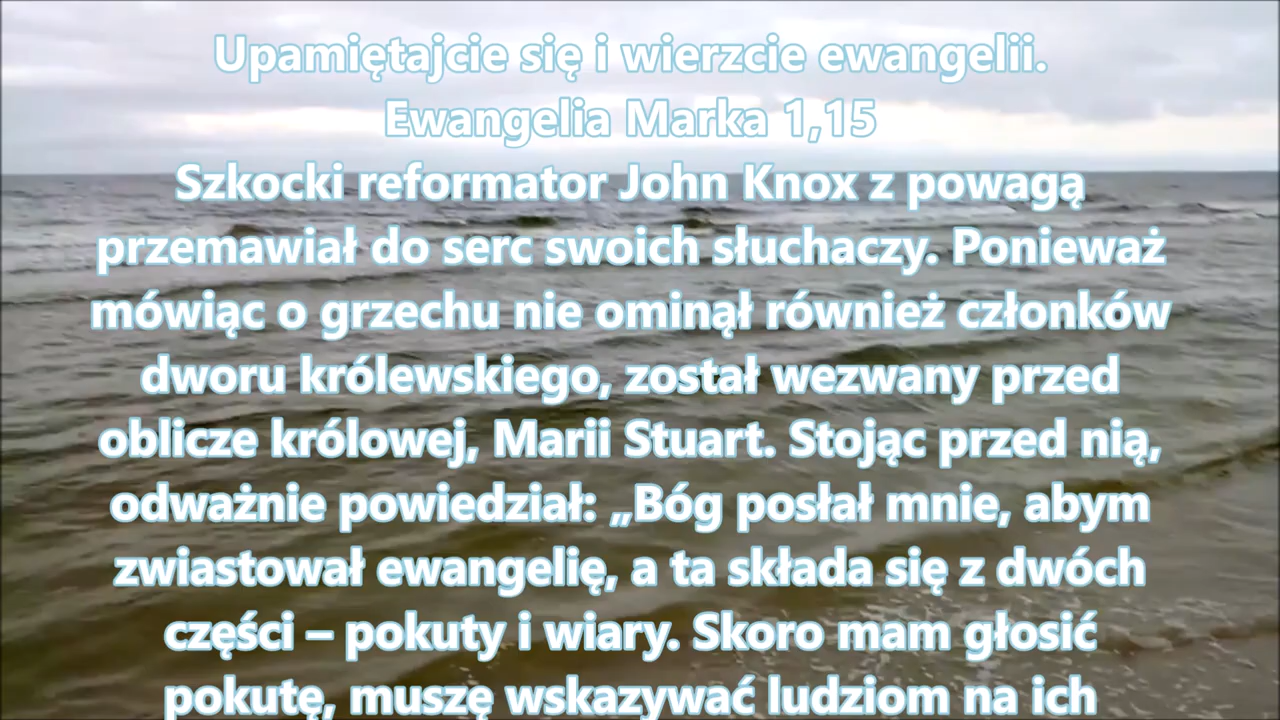 Upamiętajcie się i wierzcie ewangelii.
Ewangelia Marka 1,15
Szkocki reformator John Knox z powagą
przemawiał do serc swoich słuchaczy. Ponieważ
mówiąc o grzechu nie ominął również członków
dworu królewskiego, został wezwany przed
oblicze królowej, Marii Stuart. Stojąc przed nią,
odważnie powiedział: „Bóg posłał mnie, abym
zwiastował ewangelię, a ta składa się z dwóch
części – pokuty i wiary. Skoro mam głosić
pokutę, muszę wskazywać ludziom na ich